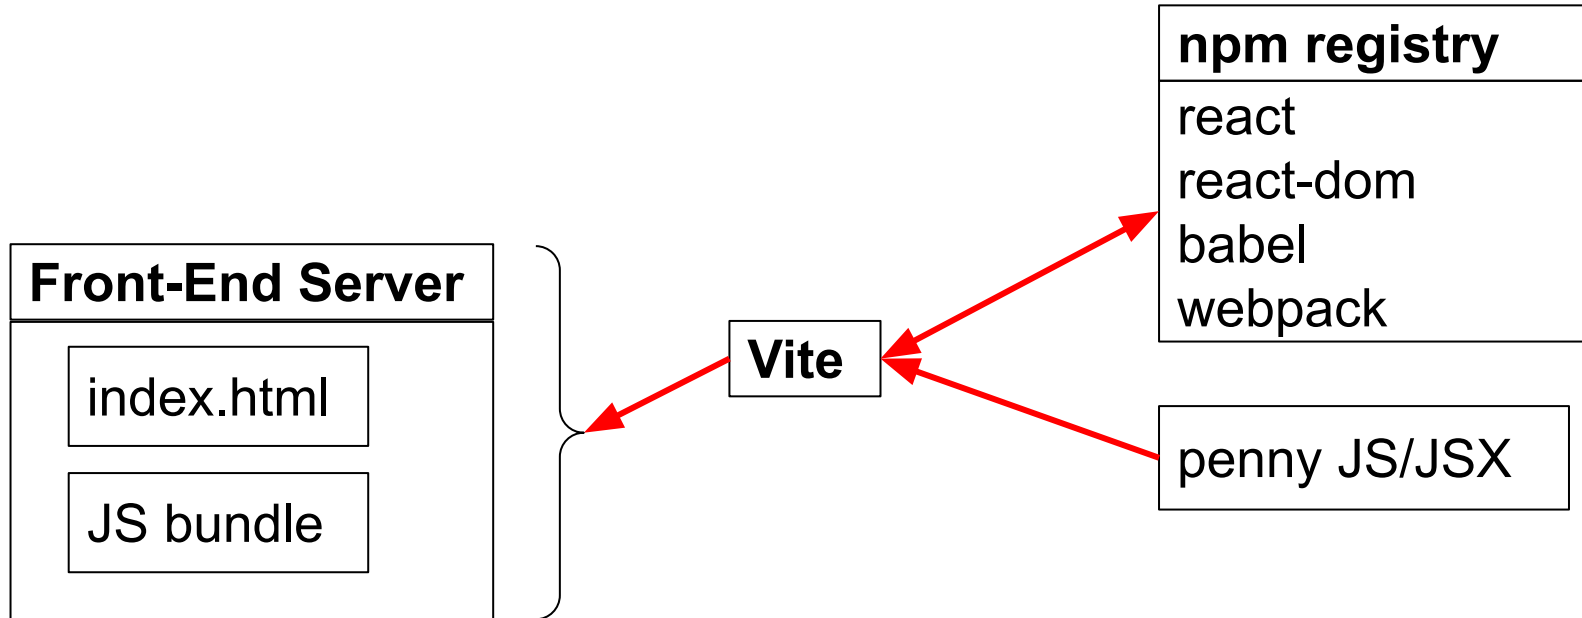 npm registry
react
react-dom
babel
webpack
Front-End Server
index.html
JS bundle
Vite
penny JS/JSX